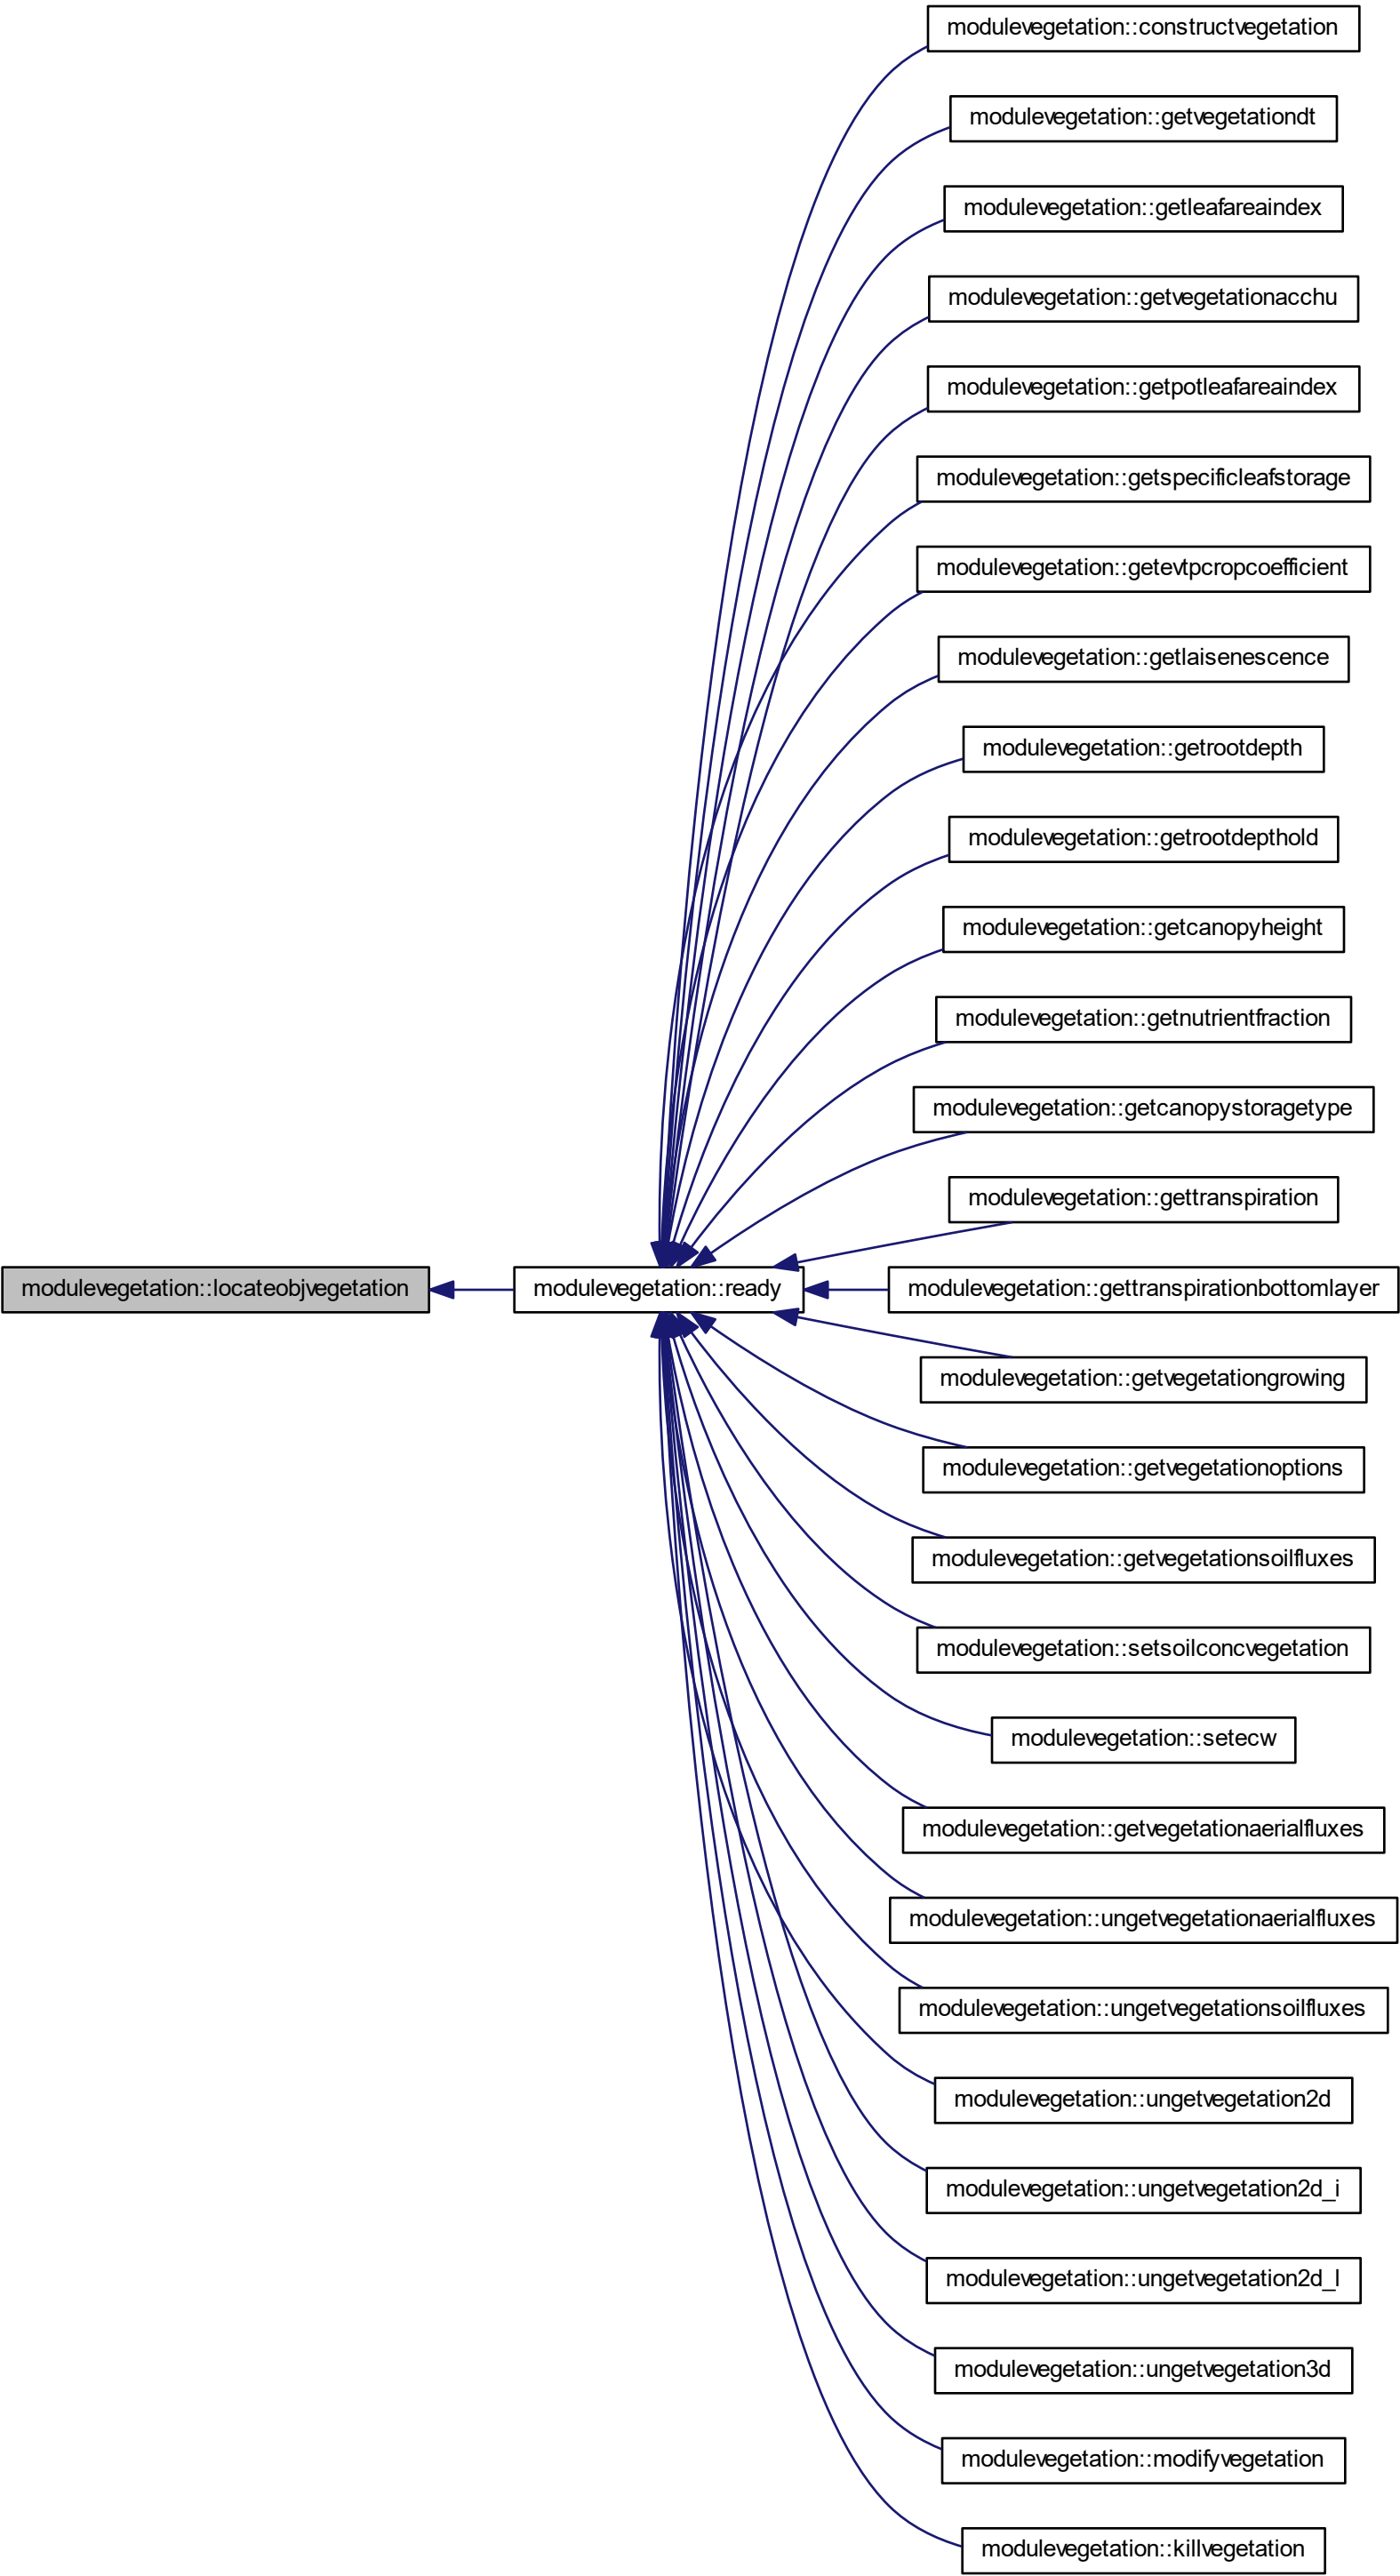 modulevegetation::constructvegetation
modulevegetation::getvegetationdt
modulevegetation::getleafareaindex
modulevegetation::getvegetationacchu
modulevegetation::getpotleafareaindex
modulevegetation::getspecificleafstorage
modulevegetation::getevtpcropcoefficient
modulevegetation::getlaisenescence
modulevegetation::getrootdepth
modulevegetation::getrootdepthold
modulevegetation::getcanopyheight
modulevegetation::getnutrientfraction
modulevegetation::getcanopystoragetype
modulevegetation::gettranspiration
modulevegetation::locateobjvegetation
modulevegetation::ready
modulevegetation::gettranspirationbottomlayer
modulevegetation::getvegetationgrowing
modulevegetation::getvegetationoptions
modulevegetation::getvegetationsoilfluxes
modulevegetation::setsoilconcvegetation
modulevegetation::setecw
modulevegetation::getvegetationaerialfluxes
modulevegetation::ungetvegetationaerialfluxes
modulevegetation::ungetvegetationsoilfluxes
modulevegetation::ungetvegetation2d
modulevegetation::ungetvegetation2d_i
modulevegetation::ungetvegetation2d_l
modulevegetation::ungetvegetation3d
modulevegetation::modifyvegetation
modulevegetation::killvegetation